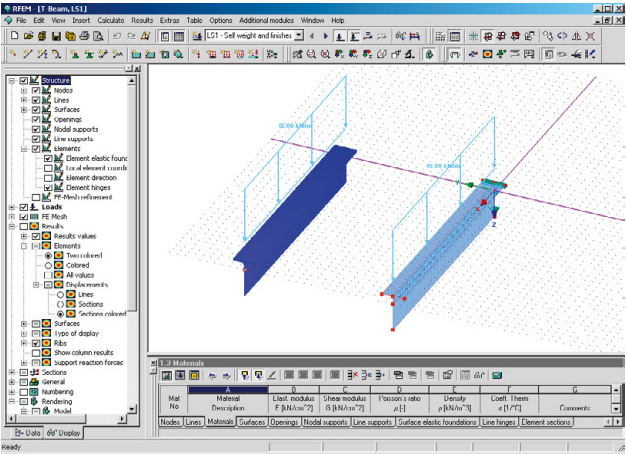 RFEM - [T Beam, LS1]
File Edit View Insert Calculate Results Extras Table Options Additional modules Window Help
LS1 - Self weight and finishes
Structure
Nodes
Lines
Surfaces
Openings
Nodal supports
Line supports
Elements
Element elastic found
Local element coordi
Element direction
Element hinges
FE-Mesh refinement
Loads
FE-Mesh
Results
Results values
Elements
Two colored
Colored
All values
Displacements
Lines
Sections
Sections colored
Surfaces
Type of display
Ribs
Show column results
Support reaction forces
Sections
General
Numbering
Rendering
Model
Data Display
15.00 kN/m
15.00 kN/m
Z
1.3 Materials
A B C D E F G
Mat Material Elast. modulus Shear modulus Poisson's ratio Density Coeff. Therm
No Description E [kN/cm^2] G [kN/cm^2] μ [-] [kN/m^3] α [1/°C] Comments
Nodes Lines Materials Surfaces Openings Nodal supports Line supports Surface elastic foundations Line hinges Element sections
Ready